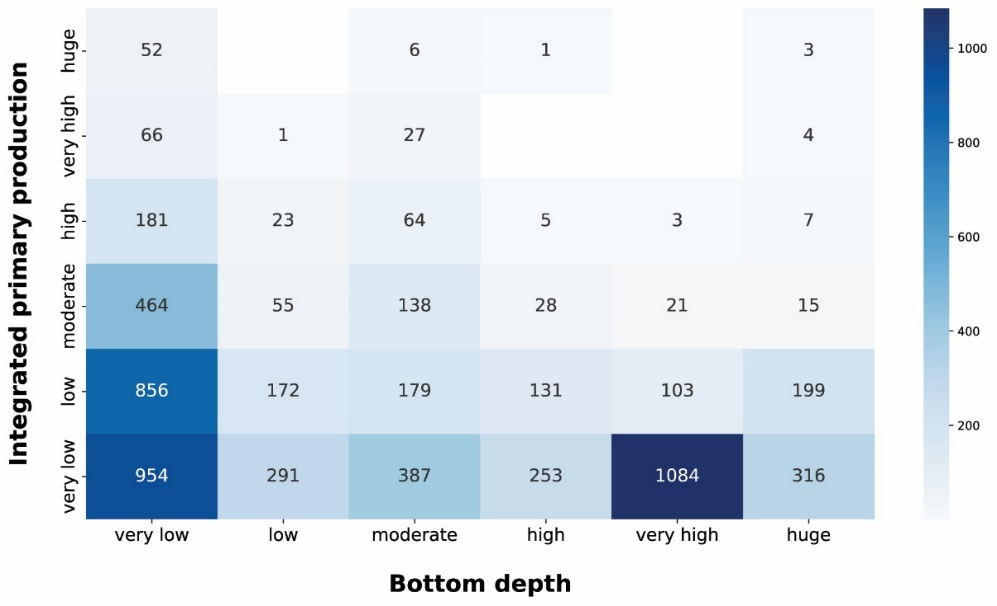 Integrated primary production
huge 52 6 1 3
very high 66 1 27 4
high 181 23 64 5 3 7
moderate 464 55 138 28 21 15
low 856 172 179 131 103 199
very low 954 291 387 253 1084 316
very low low moderate high very high huge
Bottom depth
1000
800
600
400
200